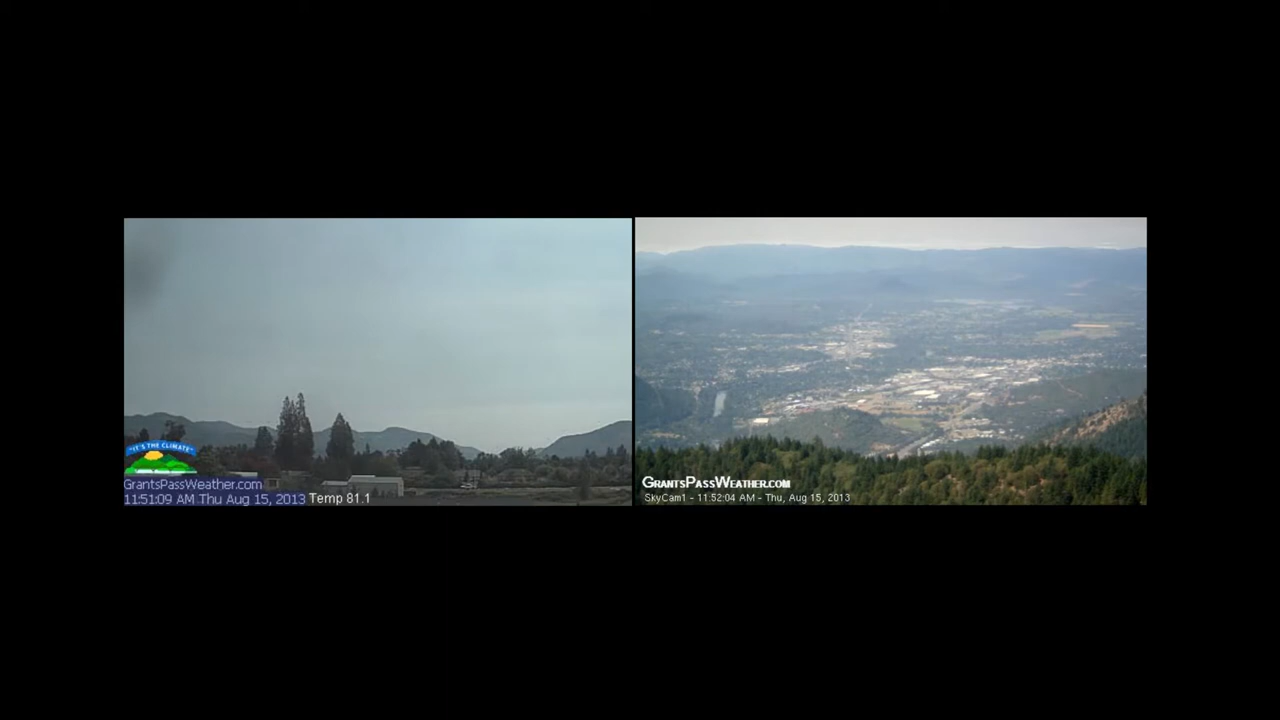 "IT'S THE CLIMATE"
GrantsPassWeather.com
11:51:09 AM Thu Aug 15, 2013 Temp 81.1
GRANTSPASSWEATHER.COM
SkyCam1 - 11:52:04 AM - Thu, Aug 15, 2013